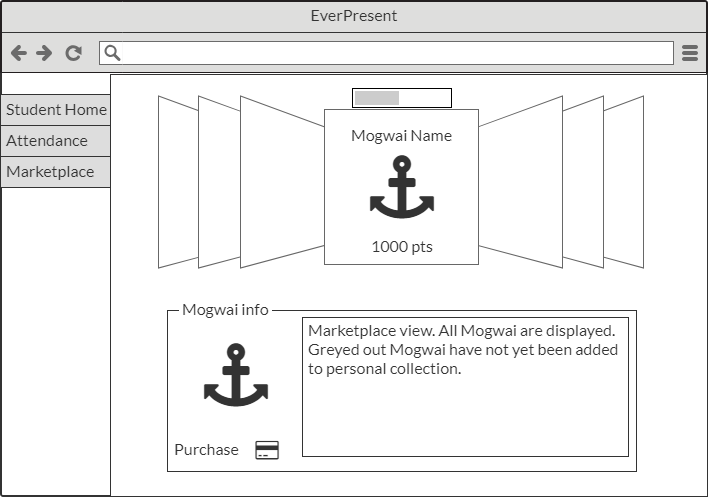 EverPresent
Student Home
Attendance
Marketplace
Mogwai Name
1000 pts
Mogwai info
Marketplace view. All Mogwai are displayed.
Greyed out Mogwai have not yet been added
to personal collection.
Purchase